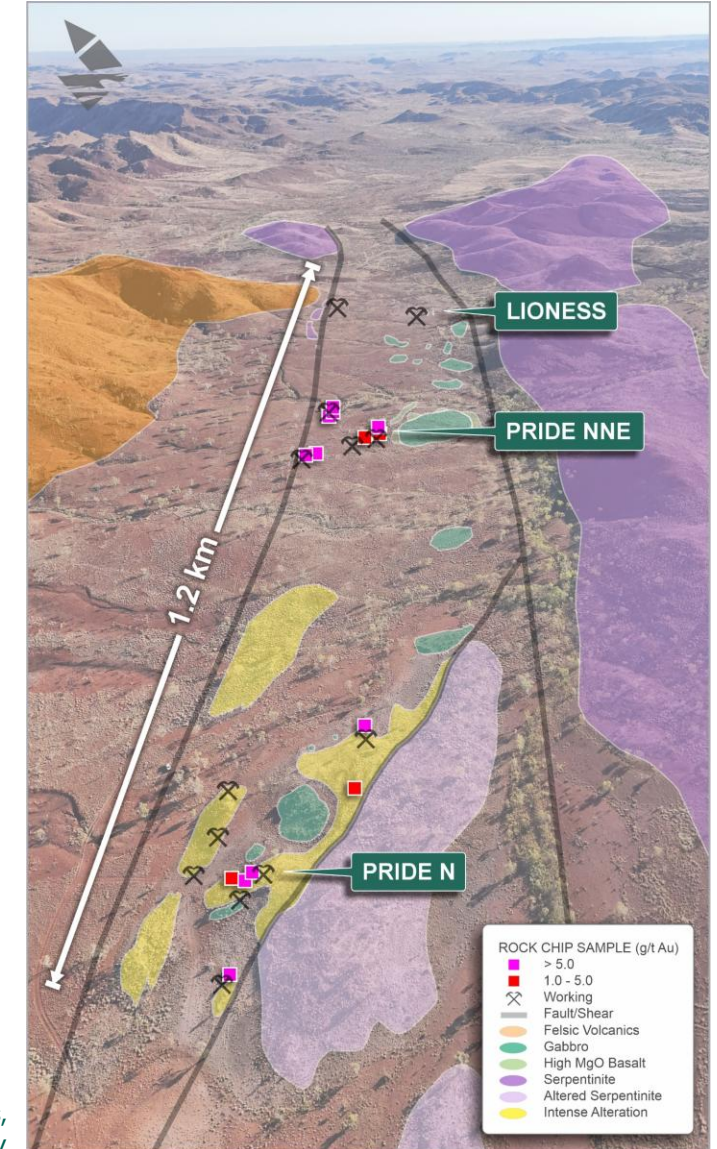 LIONESS
PRIDE NNE
1.2 km
PRIDE N
ROCK CHIP SAMPLE (g/t Au)
> 5.0
1.0 - 5.0
Working
Fault/Shear
Felsic Volcanics
Gabbro
High MgO Basalt
Serpentinite
Altered Serpentinite
Intense Alteration